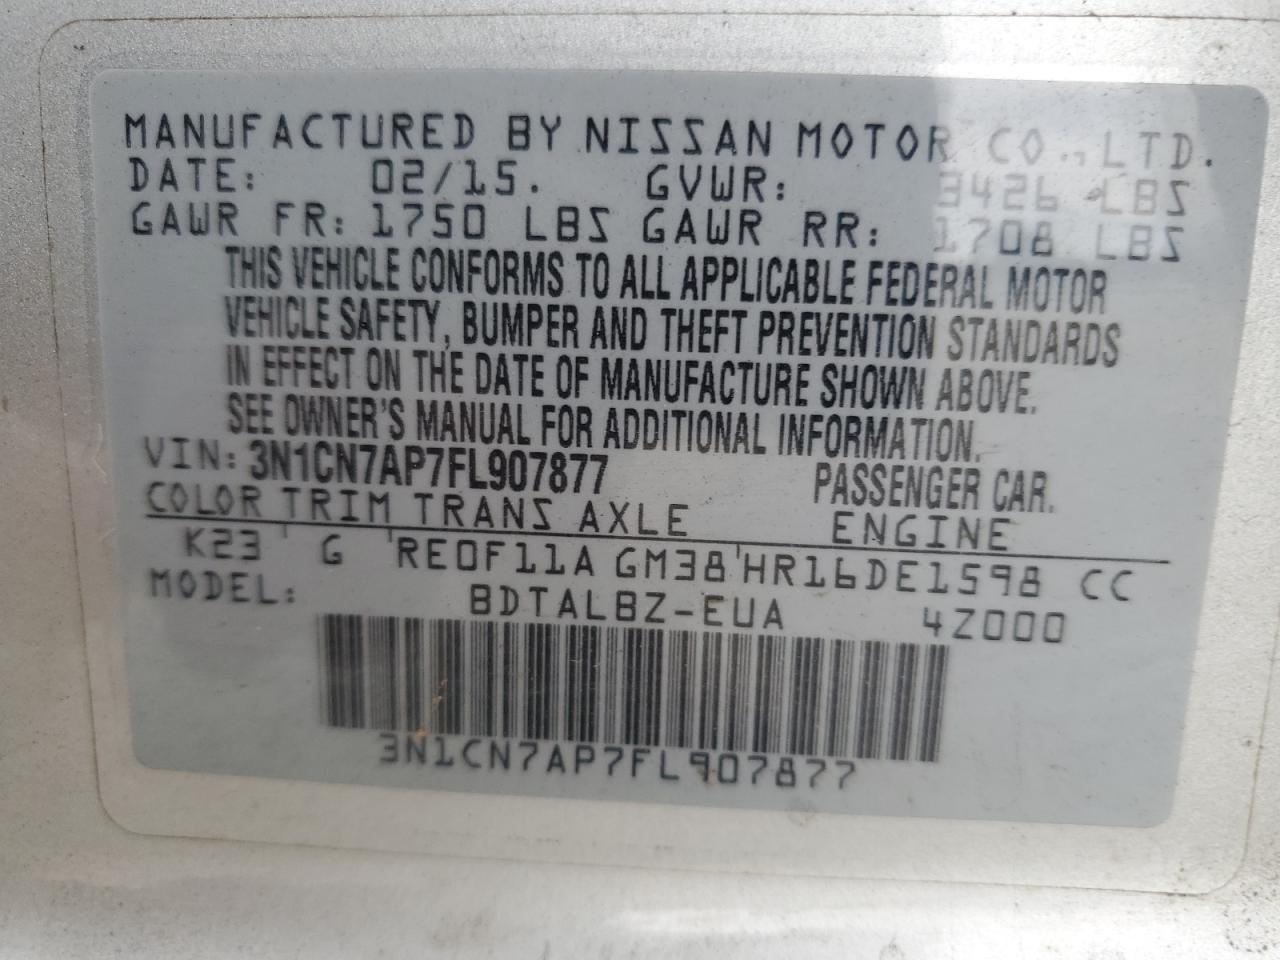 MANUFACTURED BY NISSAN MOTOR CO., LTD.
DATE: 02/15. GVWR: 3426 LBS
GAWR FR: 1750 LBS GAWR RR: 1708 LBS
THIS VEHICLE CONFORMS TO ALL APPLICABLE FEDERAL MOTOR
VEHICLE SAFETY, BUMPER AND THEFT PREVENTION STANDARDS
IN EFFECT ON THE DATE OF MANUFACTURE SHOWN ABOVE.
SEE OWNER'S MANUAL FOR ADDITIONAL INFORMATION.
VIN: 3N1CN7AP7FL907877 PASSENGER CAR.
COLOR TRIM TRANS AXLE ENGINE
K23 ' G 'RE0F11A GM38'HR16DE1598 CC
MODEL: BDTALBZ-EUA 4Z000
3N1CN7AP7FL907877